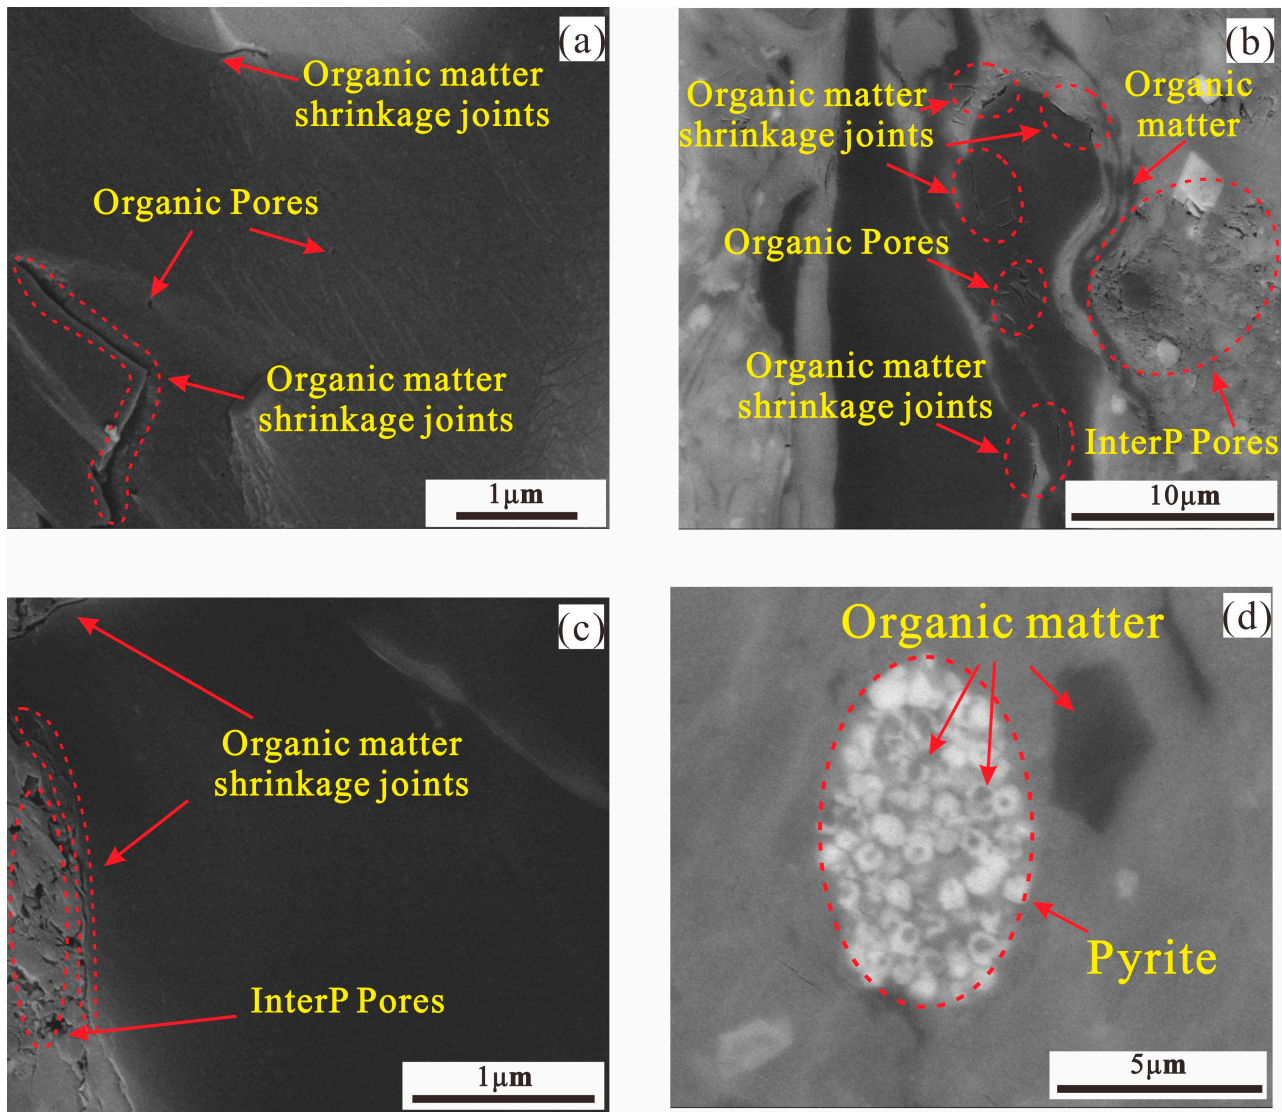 (a)
Organic matter
shrinkage joints
Organic Pores
Organic matter
shrinkage joints
1μm
(b)
Organic matter
shrinkage joints
Organic
matter
Organic Pores
Organic matter
shrinkage joints
InterP Pores
10μm
(c)
Organic matter
shrinkage joints
InterP Pores
1μm
(d)
Organic matter
Pyrite
5μm